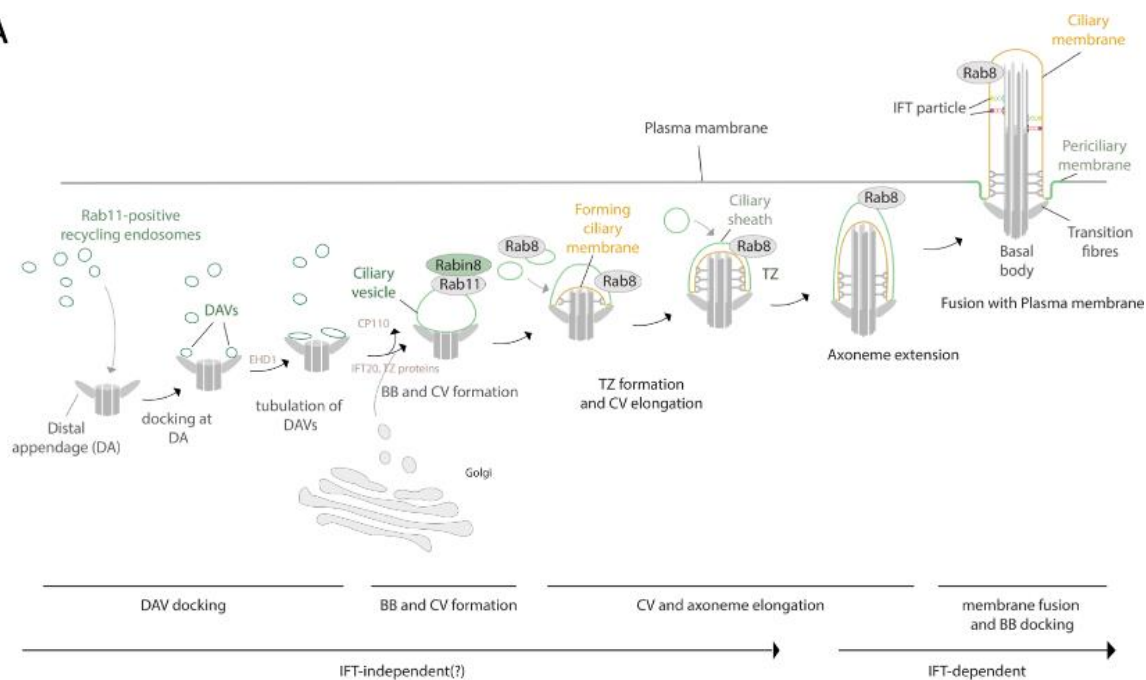 A
Ciliary
membrane
Rab8
IFT particle
Plasma mambrane
Periciliary
membrane
Rab11-positive
recycling endosomes
Forming
ciliary
membrane
Ciliary
sheath
Rab8
Transition
fibres
Rab8
Rab8
Basal
body
Rabin8
Rab11
Ciliary
vesicle
Rab8
TZ
Fusion with Plasma membrane
DAVs
CP110
EHD1
IFT20, TZ proteins
Axoneme extension
BB and CV formation
TZ formation
and CV elongation
tubulation of
DAVs
docking at
DA
Distal
appendage (DA)
Golgi
DAV docking
BB and CV formation
CV and axoneme elongation
membrane fusion
and BB docking
IFT-independent(?)
IFT-dependent